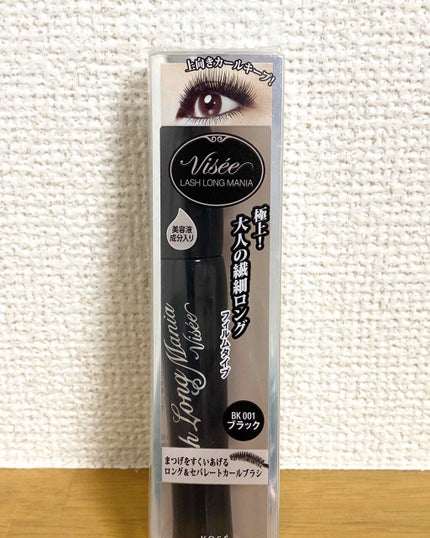 上向きカールキープ!
Visée
LASH LONG MANIA
美容液
成分入り
極上!
大人の繊細ロング
フィルムタイプ
h Long Mania
Visée
BK 001
ブラック
まつげをすくいあげる
ロング&セパレートカールブラシ
KOSÉ